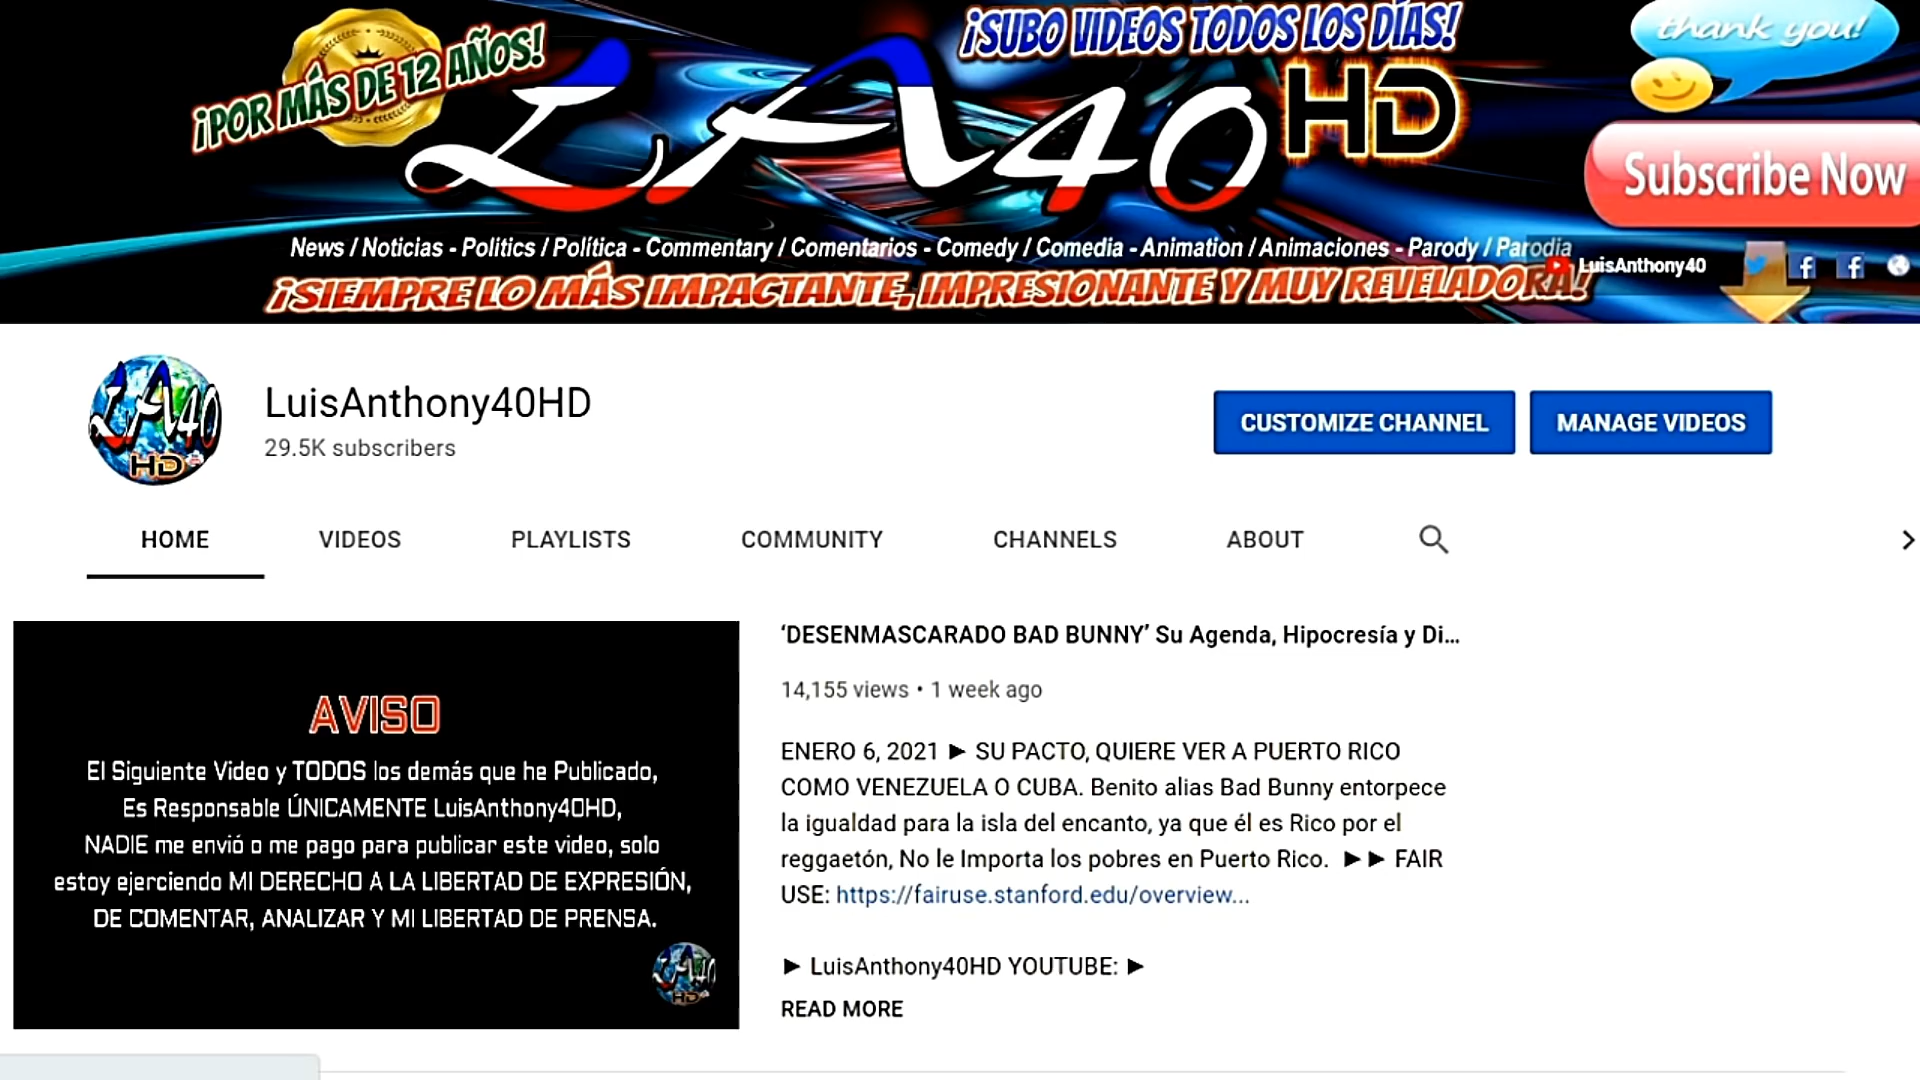 ¡POR MÁS DE 12 AÑOS!
¡SUBO VIDEOS TODOS LOS DÍAS!
thank you!
LA40 HD
Subscribe Now
News / Noticias - Politics / Política - Commentary / Comentarios - Comedy / Comedia - Animation / Animaciones - Parody / Parodia
LuisAnthony40
¡SIEMPRE LO MÁS IMPACTANTE, IMPRESIONANTE Y MUY REVELADORA!
LA40
HD
LuisAnthony40HD
29.5K subscribers
CUSTOMIZE CHANNEL
MANAGE VIDEOS
HOME VIDEOS PLAYLISTS COMMUNITY CHANNELS ABOUT
AVISO
El Siguiente Video y TODOS los demás que he Publicado,
Es Responsable ÚNICAMENTE LuisAnthony40HD,
NADIE me envió o me pago para publicar este video, solo
estoy ejerciendo MI DERECHO A LA LIBERTAD DE EXPRESIÓN,
DE COMENTAR, ANALIZAR Y MI LIBERTAD DE PRENSA.
LA40
HD
‘DESENMASCARADO BAD BUNNY’ Su Agenda, Hipocresía y Di...
14,155 views • 1 week ago
ENERO 6, 2021 ► SU PACTO, QUIERE VER A PUERTO RICO
COMO VENEZUELA O CUBA. Benito alias Bad Bunny entorpece
la igualdad para la isla del encanto, ya que él es Rico por el
reggaetón, No le Importa los pobres en Puerto Rico. ►► FAIR
USE: https://fairuse.stanford.edu/overview...
► LuisAnthony40HD YOUTUBE: ►
READ MORE